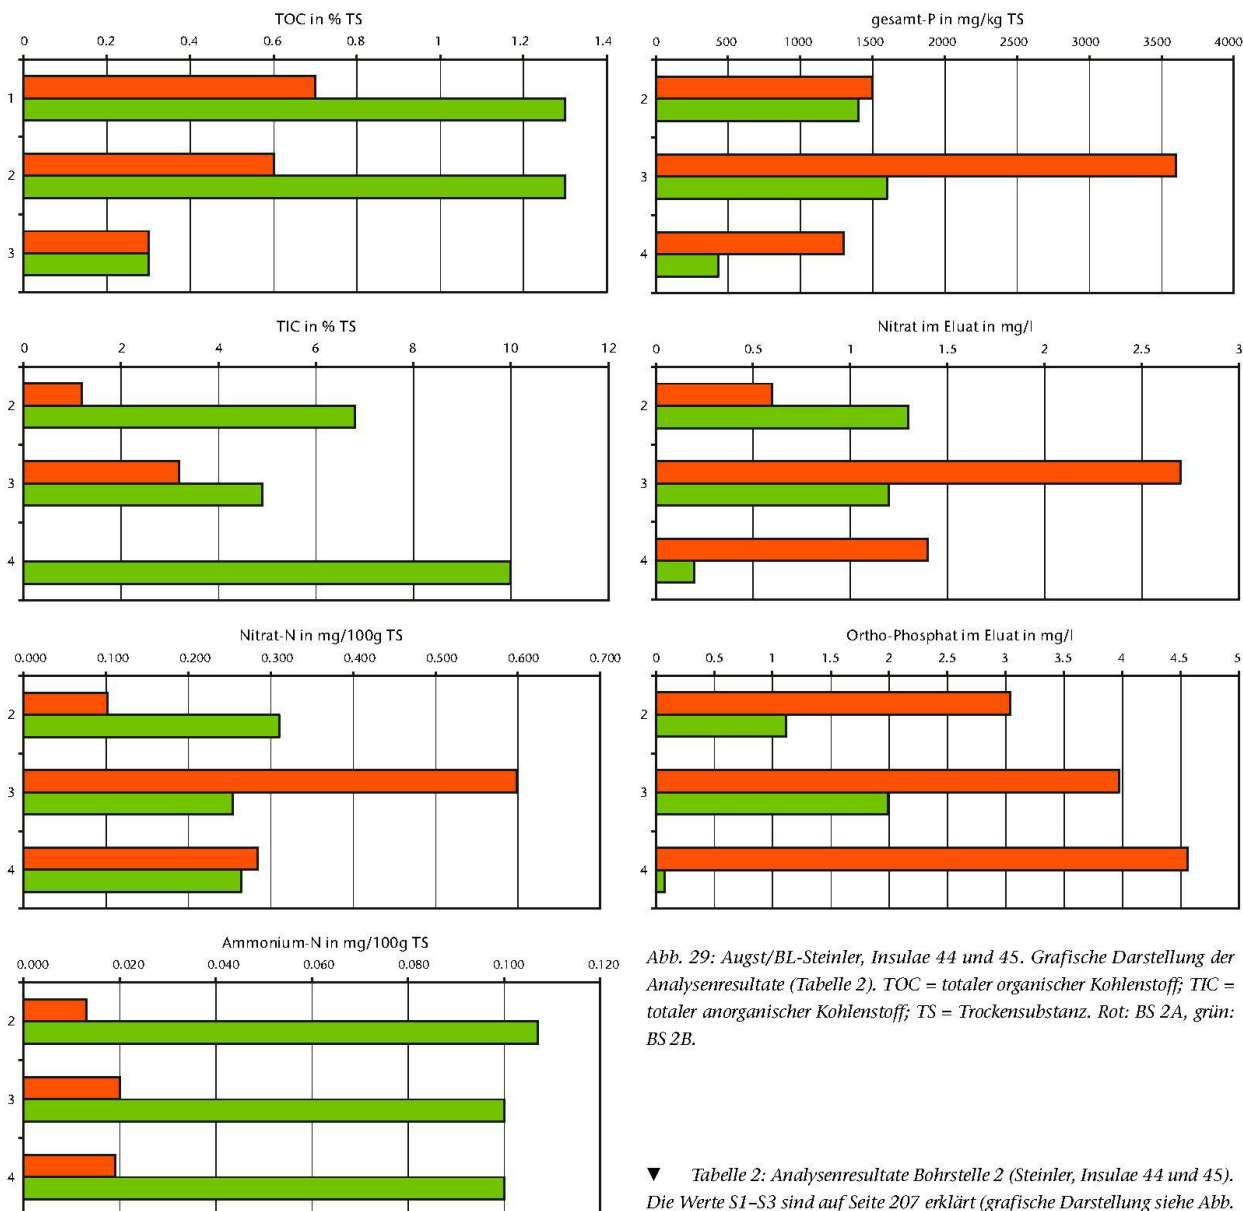 TOC in % TS
0 0.2 0.4 0.6 0.8 1 1.2 1.4
1
2
3
gesamt-P in mg/kg TS
0 500 1000 1500 2000 2500 3000 3500 4000
2
3
4
TIC in % TS
0 2 4 6 8 10 12
2
3
4
Nitrat im Eluat in mg/l
0 0.5 1 1.5 2 2.5 3
2
3
4
Nitrat-N in mg/100g TS
0.000 0.100 0.200 0.300 0.400 0.500 0.600 0.700
2
3
4
Ortho-Phosphat im Eluat in mg/l
0 0.5 1 1.5 2 2.5 3 3.5 4 4.5 5
2
3
4
Ammonium-N in mg/100g TS
0.000 0.020 0.040 0.060 0.080 0.100 0.120
2
3
4
Abb. 29: Augst/BL-Steinler, Insulae 44 und 45. Grafische Darstellung der
Analysenresultate (Tabelle 2). TOC = totaler organischer Kohlenstoff; TIC =
totaler anorganischer Kohlenstoff; TS = Trockensubstanz. Rot: BS 2A, grün:
BS 2B.
▼ Tabelle 2: Analysenresultate Bohrstelle 2 (Steinler, Insulae 44 und 45).
Die Werte S1–S3 sind auf Seite 207 erklärt (grafische Darstellung siehe Abb.